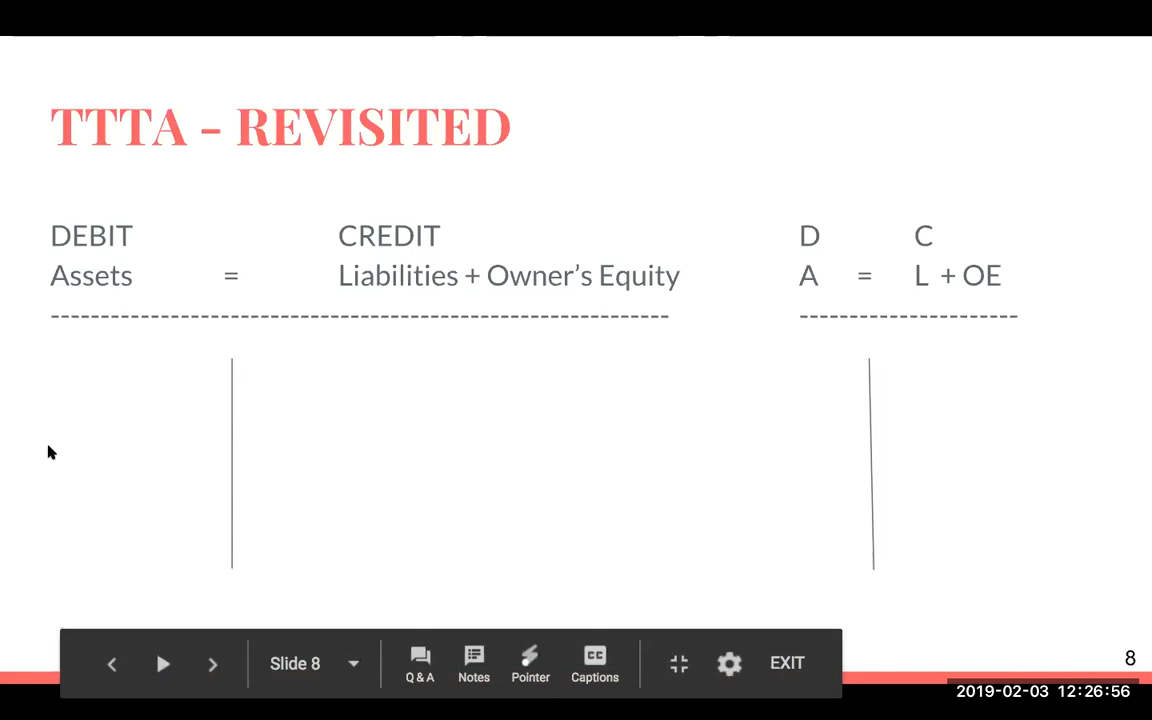 TTTA - REVISITED
DEBIT CREDIT D C
Assets = Liabilities + Owner's Equity A = L + OE
------------------------------------------------------------- ----------------------
8
Slide 8
Q & A Notes Pointer Captions EXIT
2019-02-03 12:26:56